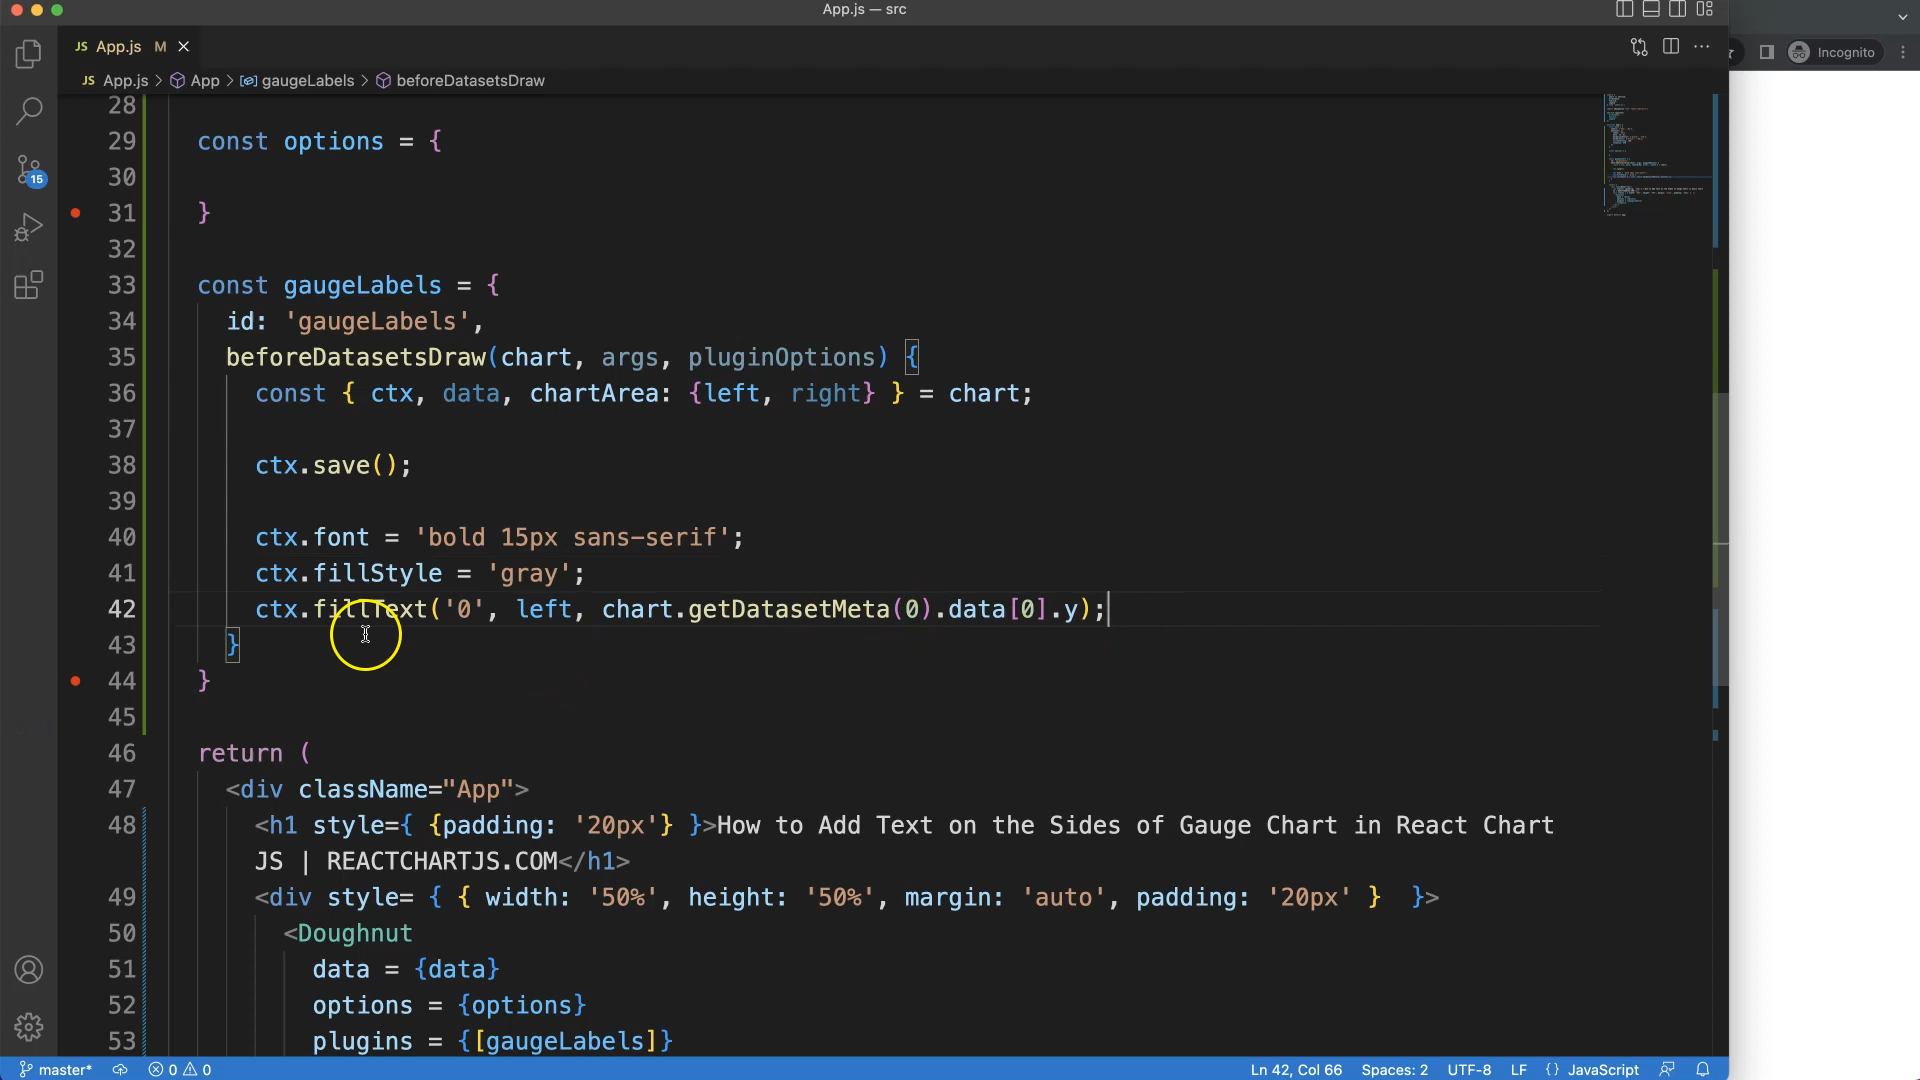 App.js — src
JS App.js M
Incognito
JS App.js > App > gaugeLabels > beforeDatasetsDraw
28
29 const options = {
30
31 }
32
33 const gaugeLabels = {
34 id: 'gaugeLabels',
35 beforeDatasetsDraw(chart, args, pluginOptions) {
36 const { ctx, data, chartArea: {left, right} } = chart;
37
38 ctx.save();
39
40 ctx.font = 'bold 15px sans-serif';
41 ctx.fillStyle = 'gray';
42 ctx.fillText('0', left, chart.getDatasetMeta(0).data[0].y);
43 }
44 }
45
46 return (
47 <div className="App">
48 <h1 style={ {padding: '20px'} }>How to Add Text on the Sides of Gauge Chart in React Chart
JS | REACTCHARTJS.COM</h1>
49 <div style= { { width: '50%', height: '50%', margin: 'auto', padding: '20px' } }>
50 <Doughnut
51 data = {data}
52 options = {options}
53 plugins = {[gaugeLabels]}
15
master* 0 0 Ln 42, Col 66 Spaces: 2 UTF-8 LF {} JavaScript